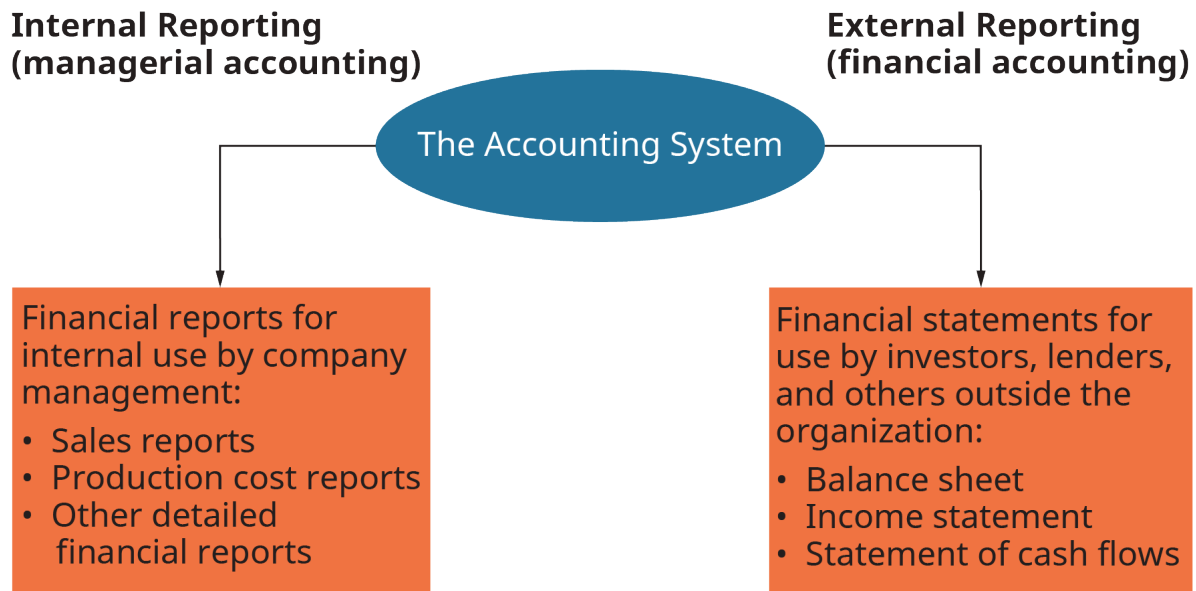 Internal Reporting
(managerial accounting)
External Reporting
(financial accounting)
The Accounting System
Financial reports for
internal use by company
management:
• Sales reports
• Production cost reports
• Other detailed
financial reports
Financial statements for
use by investors, lenders,
and others outside the
organization:
• Balance sheet
• Income statement
• Statement of cash flows